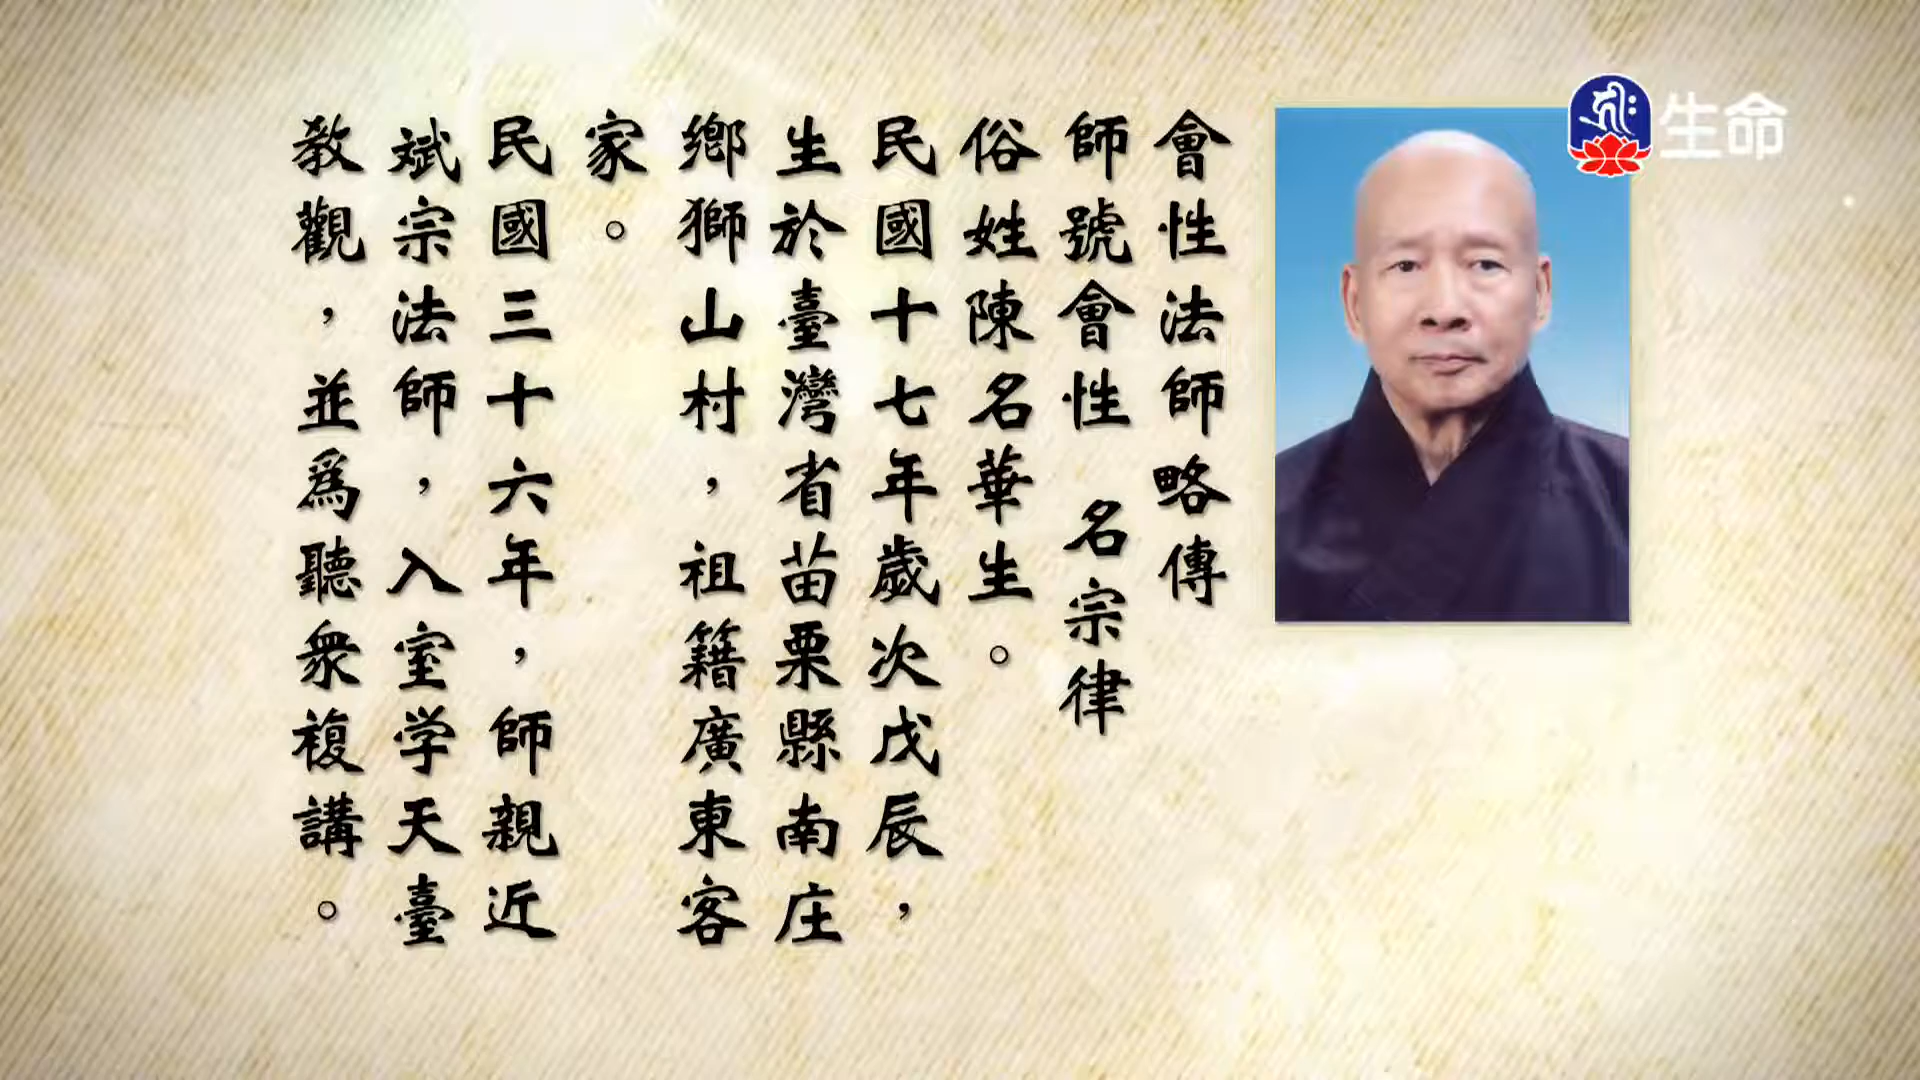 會性法師略傳
師號會性 名宗律
俗姓陳名華生。
民國十七年歲次戊辰，
生於臺灣省苗栗縣南庄
鄉獅山村，祖籍廣東客
家。
民國三十六年，師親近
斌宗法師，入室学天臺
教觀，並爲聽衆複講。
生命